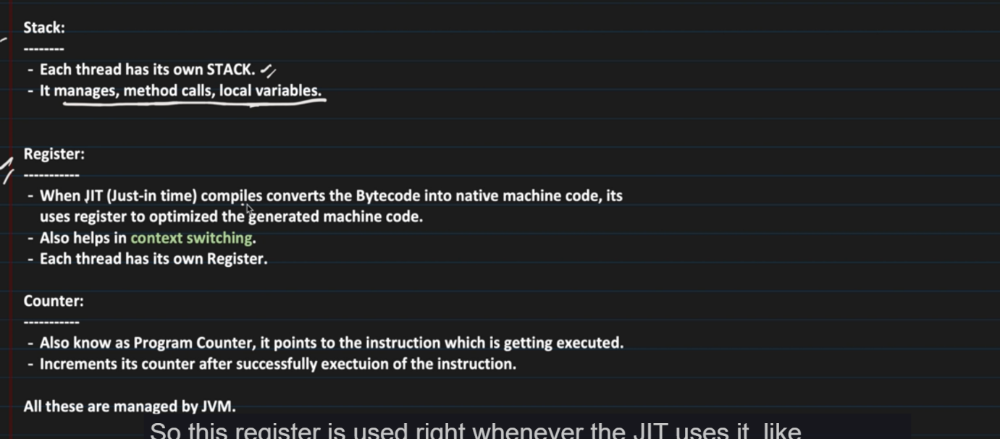 Stack:
--------
- Each thread has its own STACK.
- It manages, method calls, local variables.
Register:
-----------
- When JIT (Just-in time) compiles converts the Bytecode into native machine code, its
uses register to optimized the generated machine code.
- Also helps in context switching.
- Each thread has its own Register.
Counter:
-----------
- Also know as Program Counter, it points to the instruction which is getting executed.
- Increments its counter after successfully exectuion of the instruction.
All these are managed by JVM.
So this register is used right whenever the JIT uses it, like